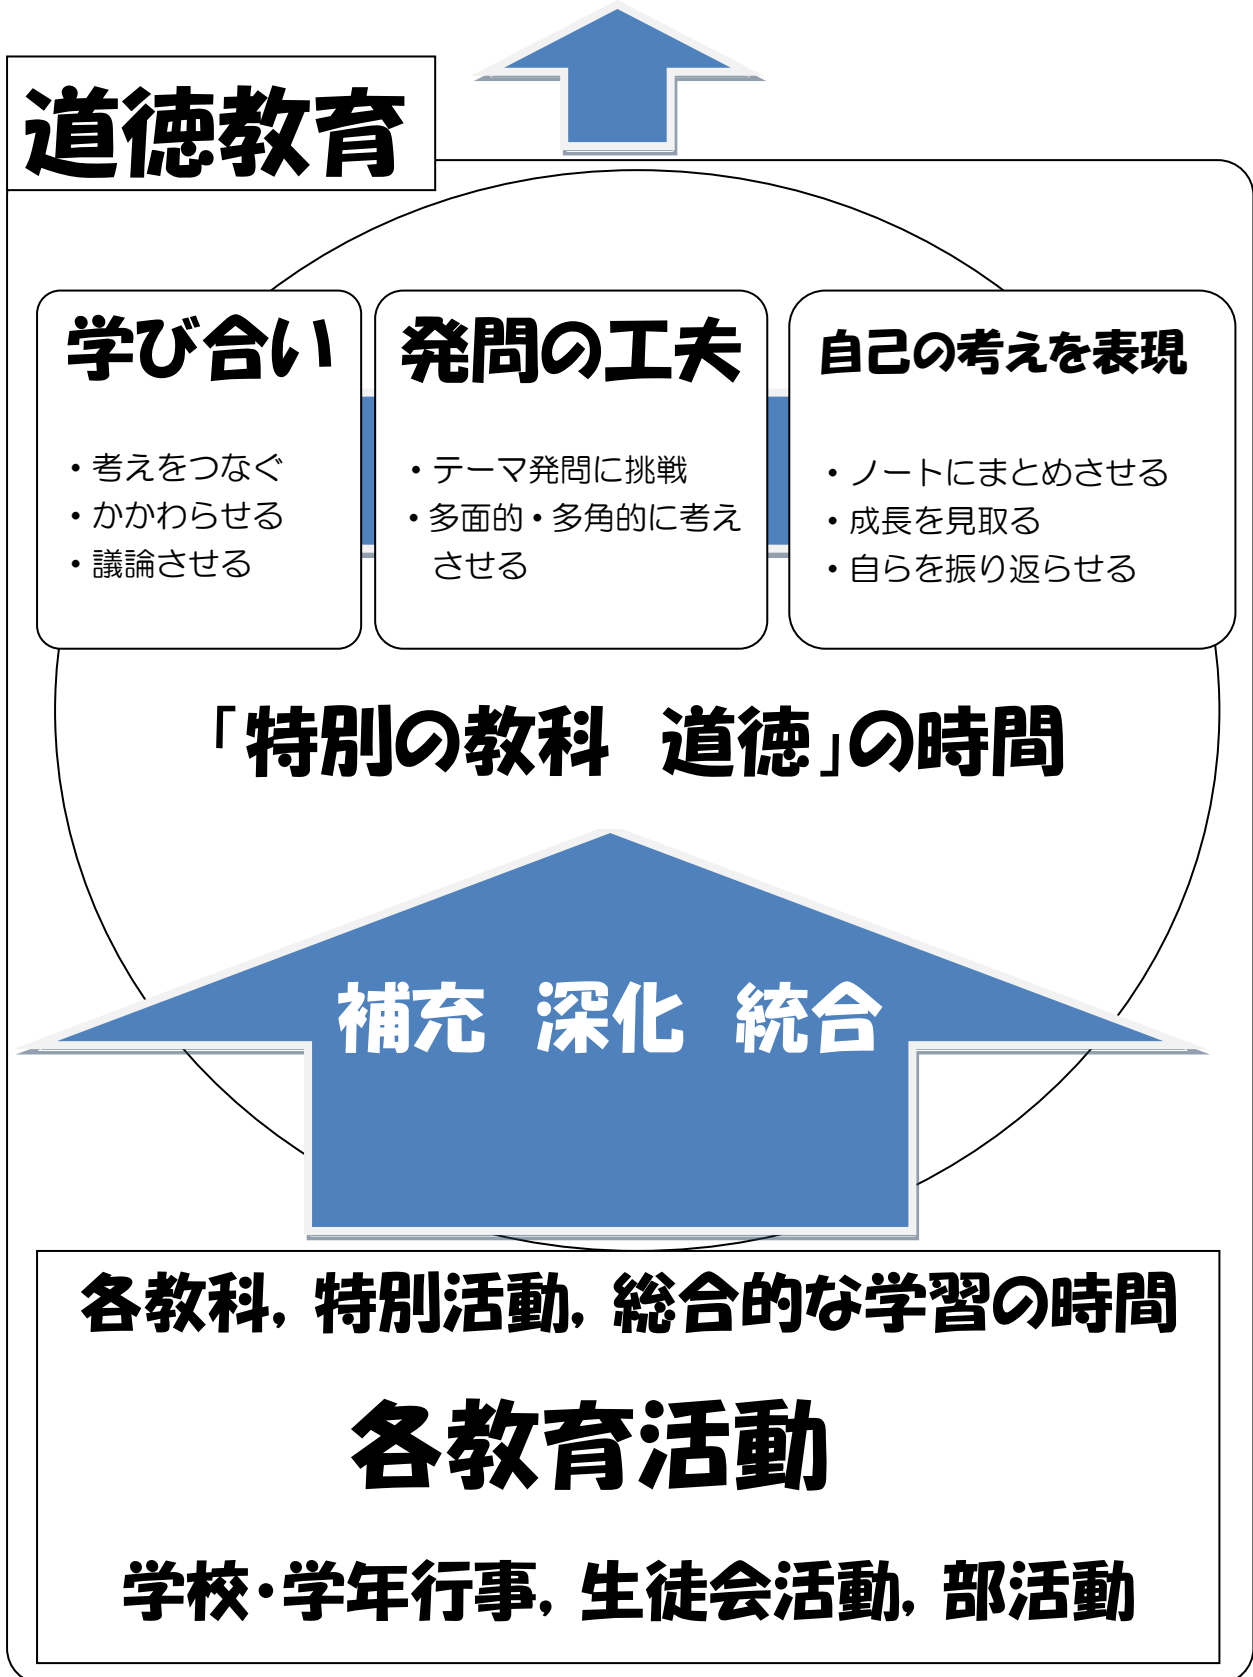 道徳教育
学び合い
・考えをつなぐ
・かかわらせる
・議論させる
発問の工夫
・テーマ発問に挑戦
・多面的・多角的に考え
させる
自己の考えを表現
・ノートにまとめさせる
・成長を見取る
・自らを振り返らせる
「特別の教科　道徳」の時間
補充　深化　統合
各教科，特別活動，総合的な学習の時間
各教育活動
学校・学年行事，生徒会活動，部活動